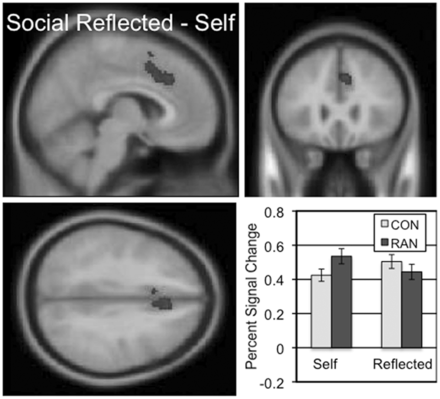 Social Reflected - Self
0.8
0.6
0.4
0.2
0
-0.2
Percent Signal Change
CON
RAN
Self Reflected